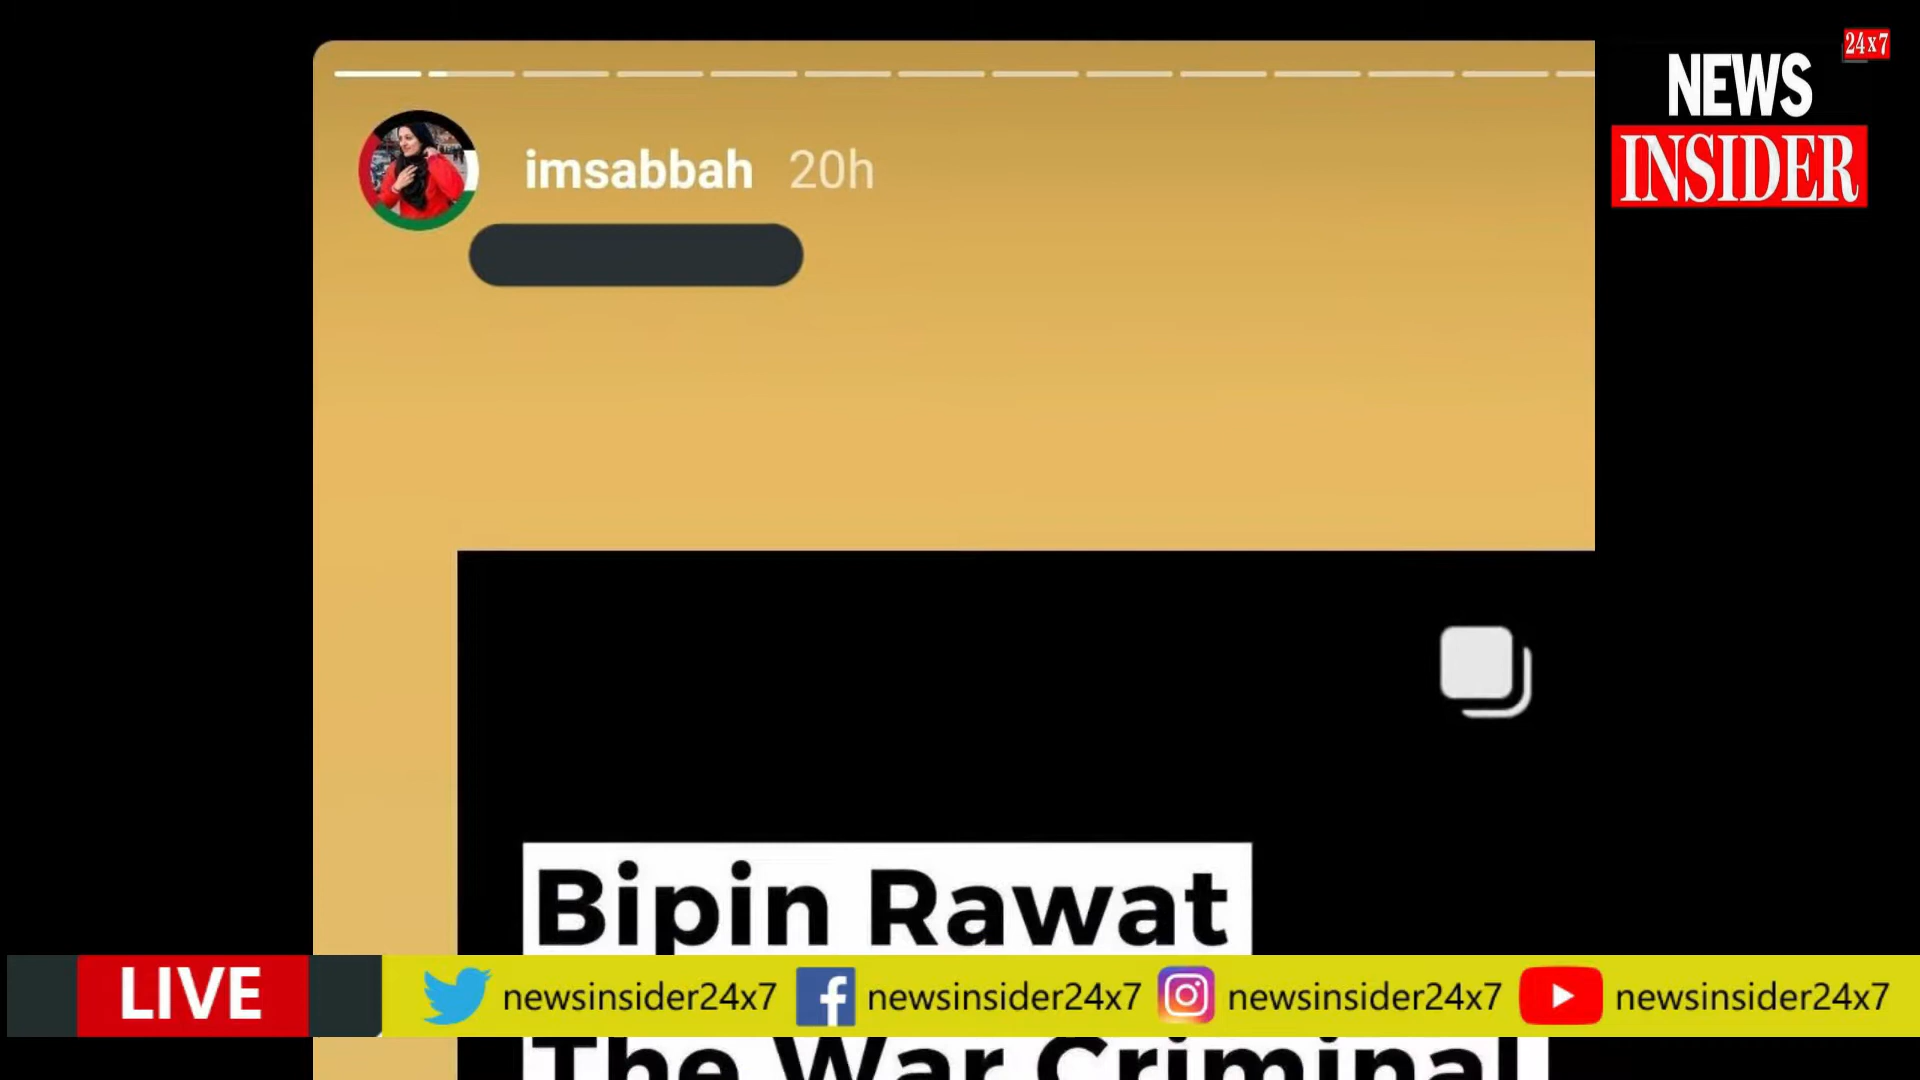 24x7
NEWS
INSIDER
imsabbah 20h
Bipin Rawat
The War Criminal
LIVE newsinsider24x7 newsinsider24x7 newsinsider24x7 newsinsider24x7